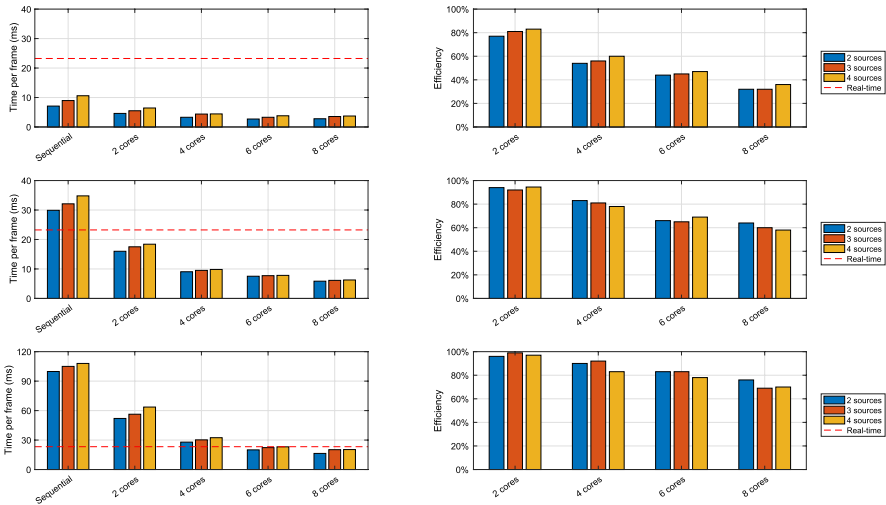 Time per frame (ms)
40
30
20
10
0
Sequential
2 cores
4 cores
6 cores
8 cores
Efficiency
100%
80%
60%
40%
20%
0%
2 cores
4 cores
6 cores
8 cores
2 sources
3 sources
4 sources
Real-time
Time per frame (ms)
40
30
20
10
0
Sequential
2 cores
4 cores
6 cores
8 cores
Efficiency
100%
80%
60%
40%
20%
0%
2 cores
4 cores
6 cores
8 cores
2 sources
3 sources
4 sources
Real-time
Time per frame (ms)
120
90
60
30
0
Sequential
2 cores
4 cores
6 cores
8 cores
Efficiency
100%
80%
60%
40%
20%
0%
2 cores
4 cores
6 cores
8 cores
2 sources
3 sources
4 sources
Real-time